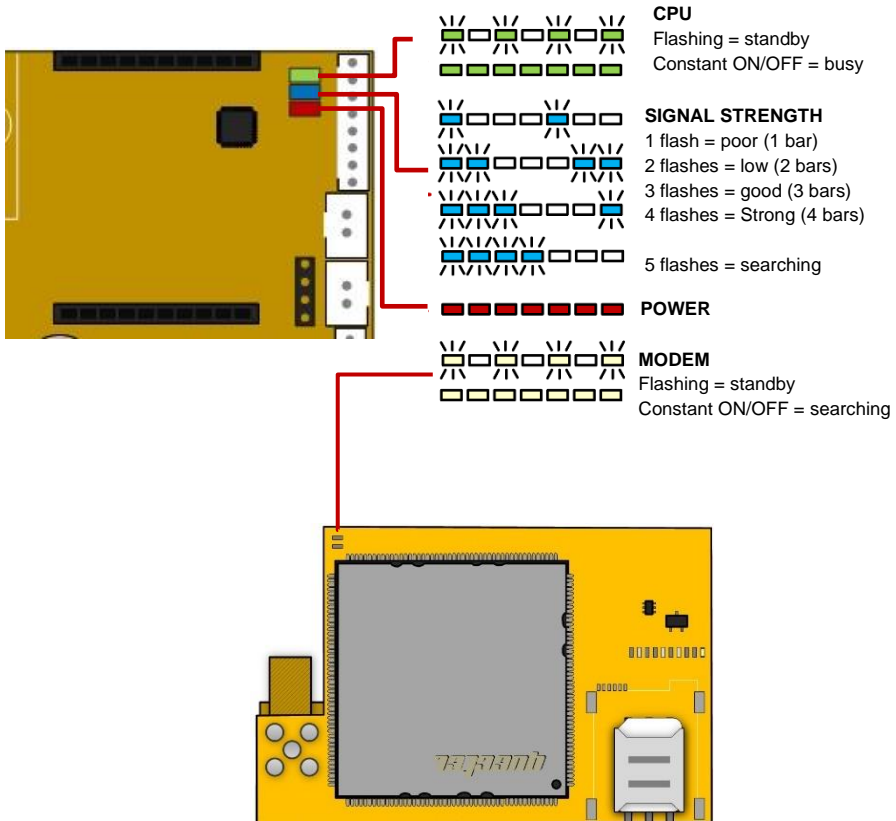 CPU
Flashing = standby
Constant ON/OFF = busy
SIGNAL STRENGTH
1 flash = poor (1 bar)
2 flashes = low (2 bars)
3 flashes = good (3 bars)
4 flashes = Strong (4 bars)
5 flashes = searching
POWER
MODEM
Flashing = standby
Constant ON/OFF = searching